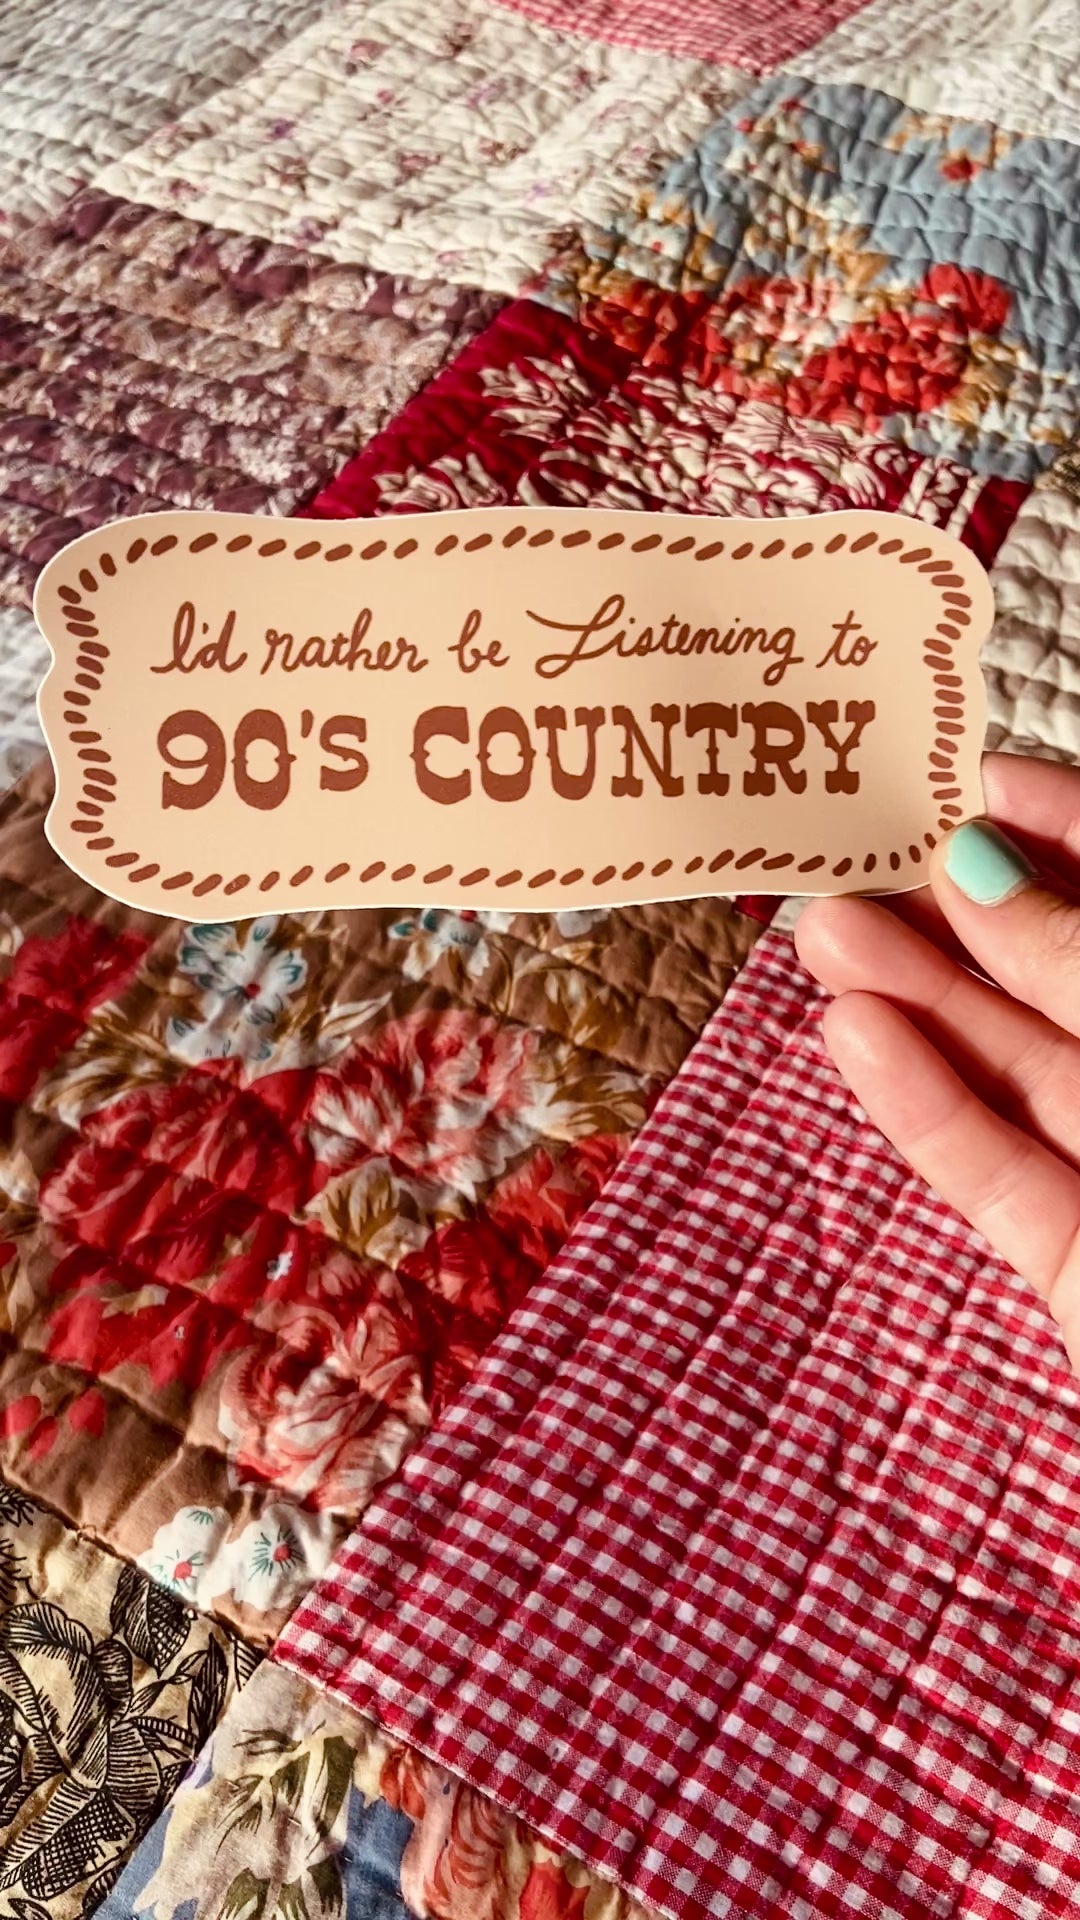 I'd rather be Listening to
90's COUNTRY